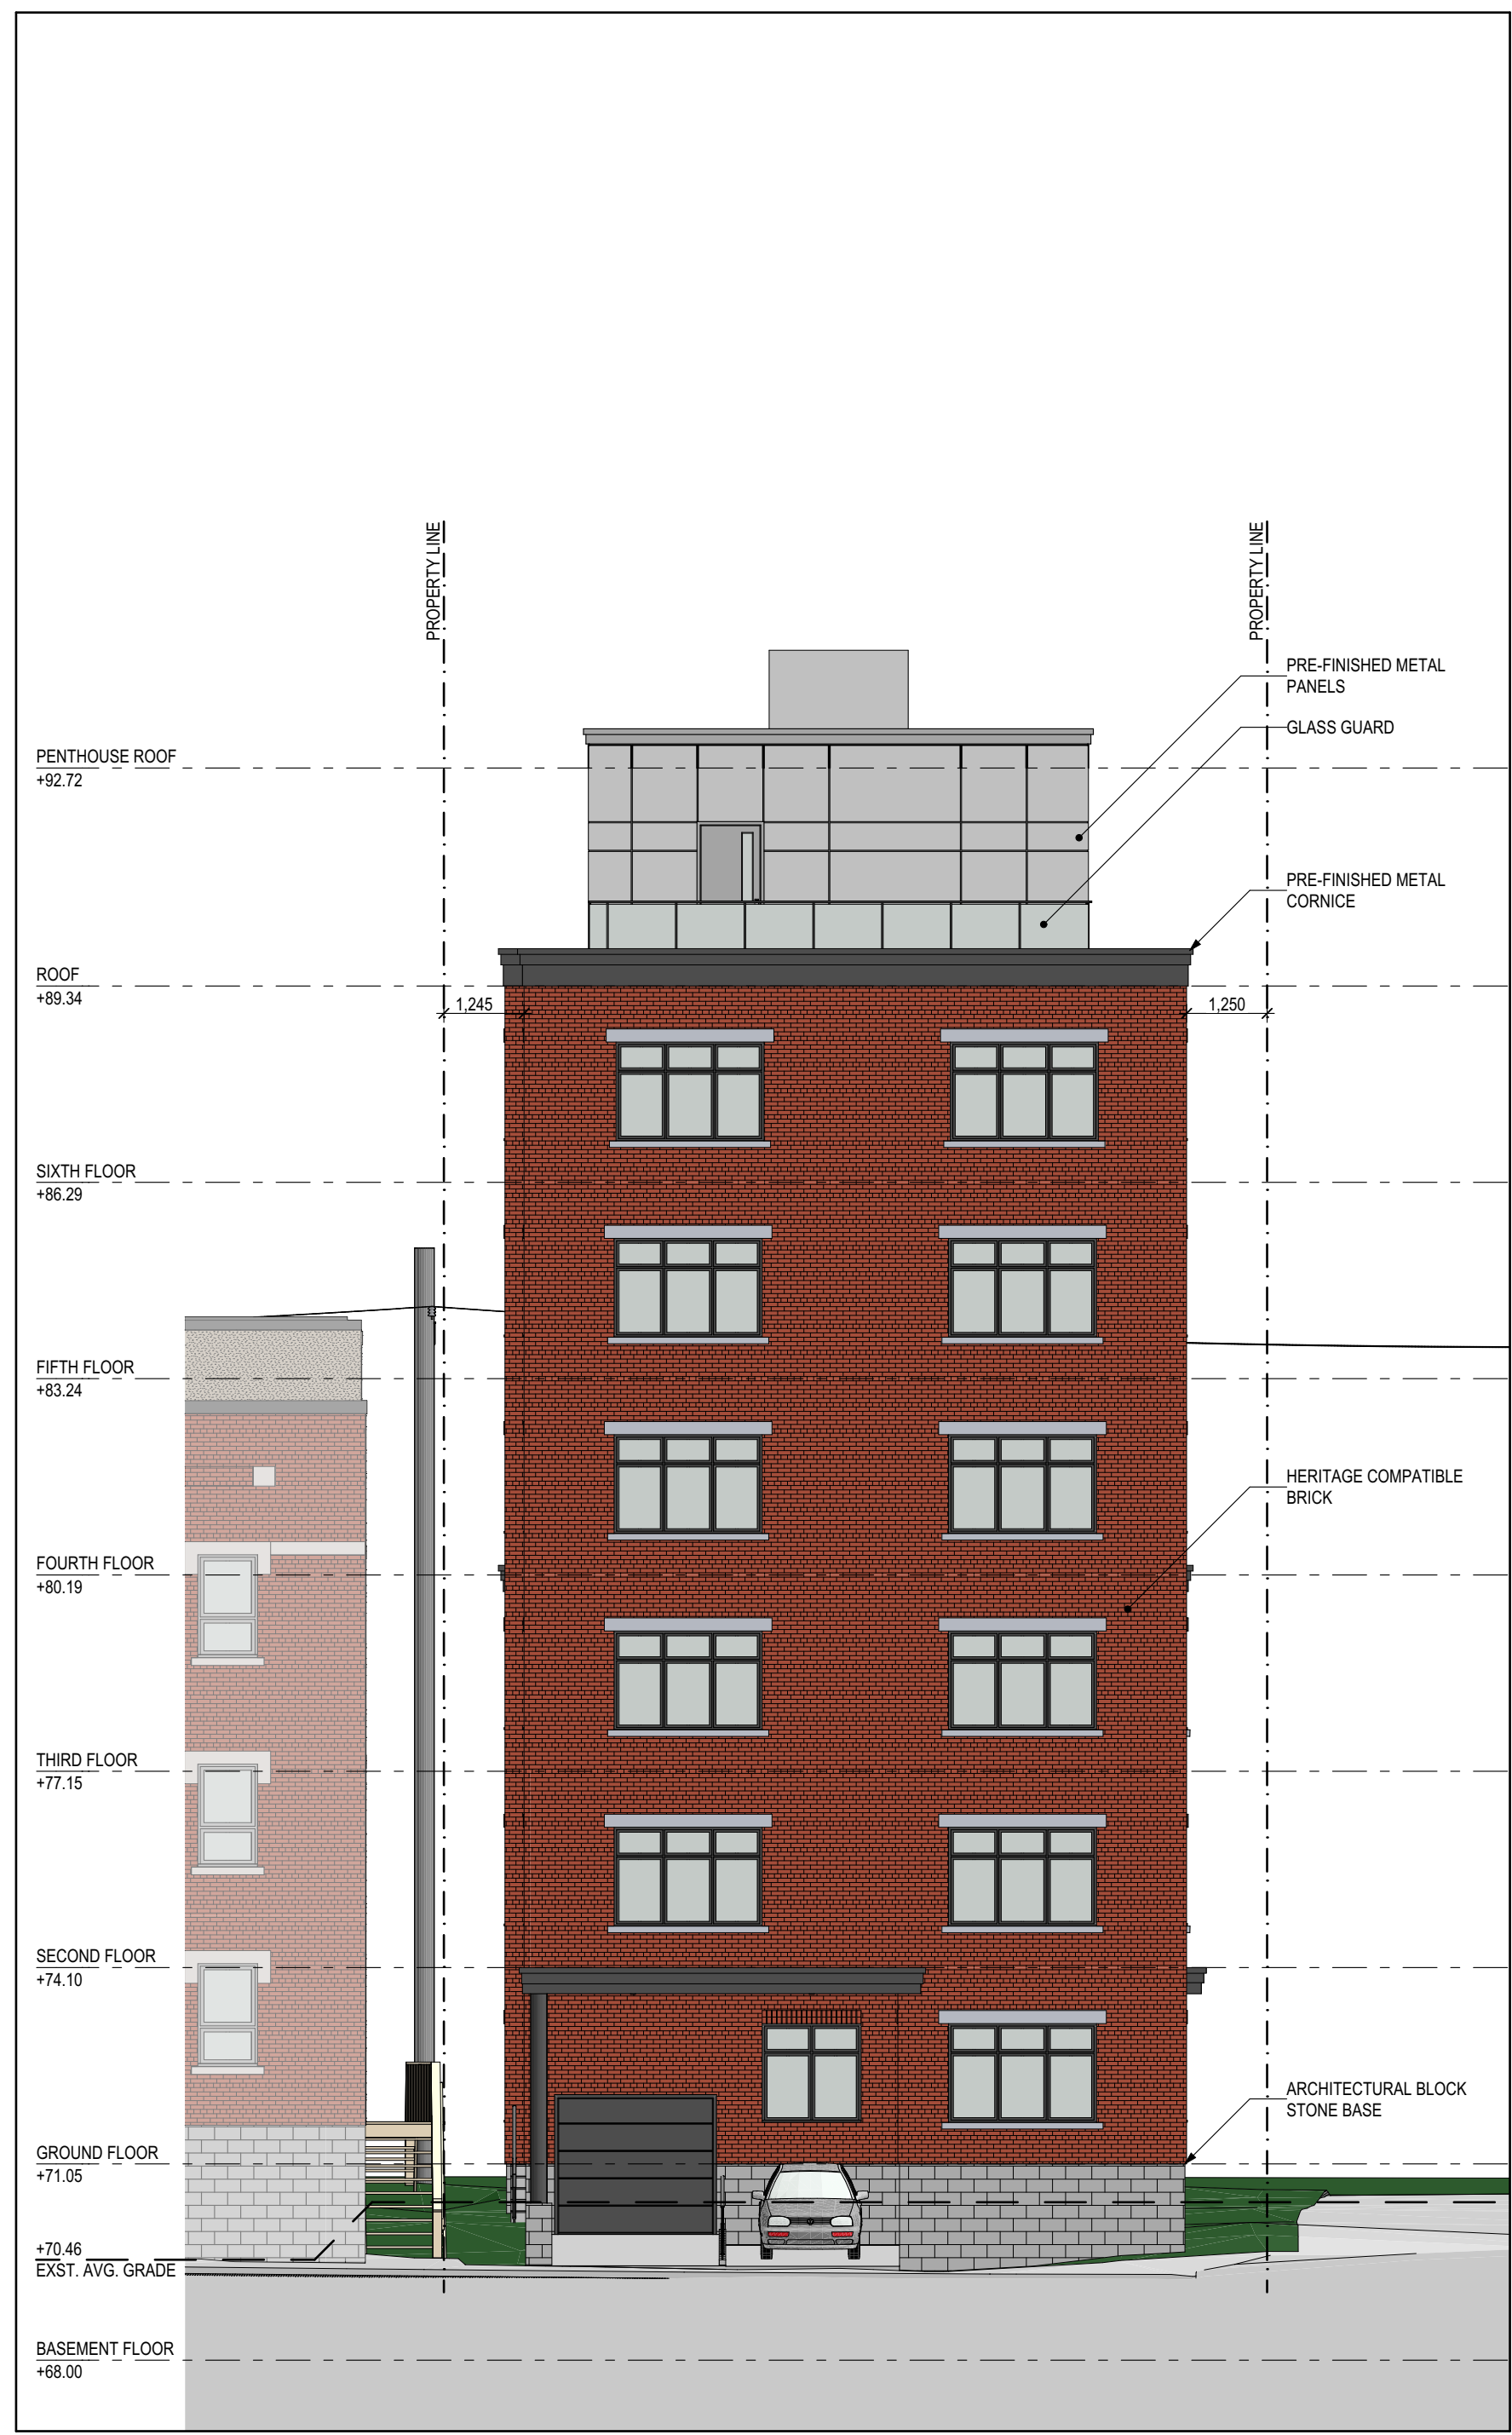 PROPERTY LINE
PROPERTY LINE
PRE-FINISHED METAL
PANELS
GLASS GUARD
PENTHOUSE ROOF
+92.72
PRE-FINISHED METAL
CORNICE
ROOF
+89.34
1,245
1,250
SIXTH FLOOR
+86.29
FIFTH FLOOR
+83.24
HERITAGE COMPATIBLE
BRICK
FOURTH FLOOR
+80.19
THIRD FLOOR
+77.15
SECOND FLOOR
+74.10
ARCHITECTURAL BLOCK
STONE BASE
GROUND FLOOR
+71.05
+70.46
EXST. AVG. GRADE
BASEMENT FLOOR
+68.00